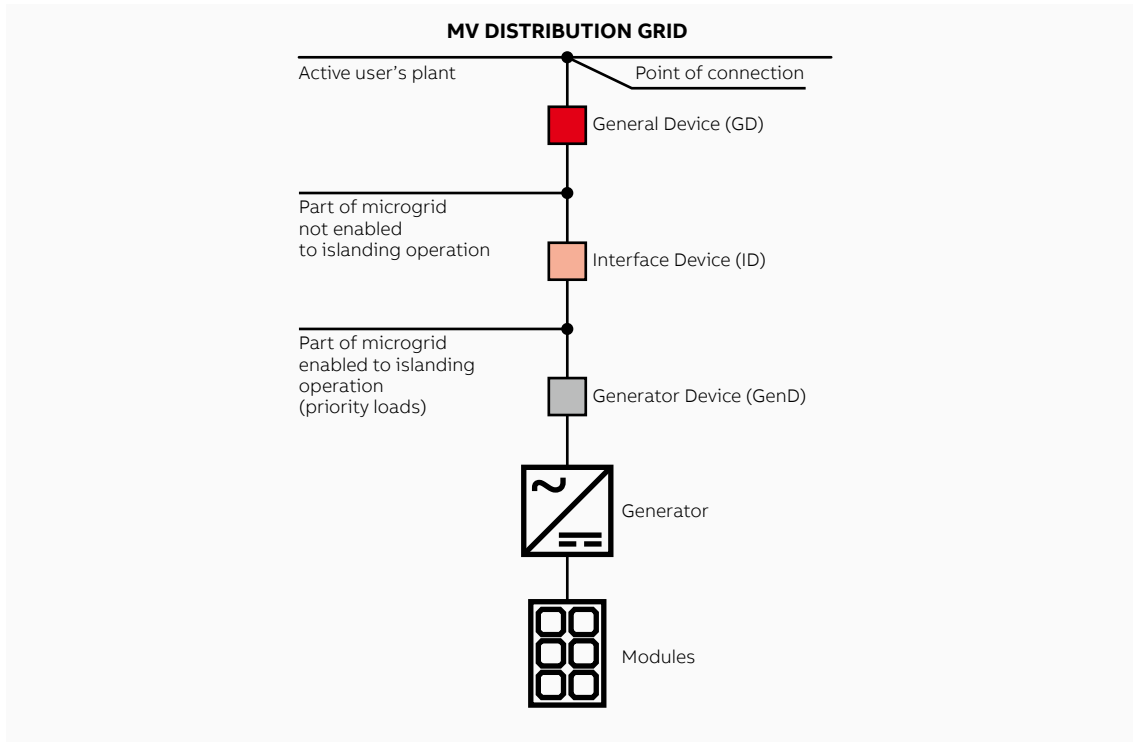 MV DISTRIBUTION GRID
Active user’s plant
Point of connection
General Device (GD)
Part of microgrid
not enabled
to islanding operation
Interface Device (ID)
Part of microgrid
enabled to islanding
operation
(priority loads)
Generator Device (GenD)
Generator
Modules